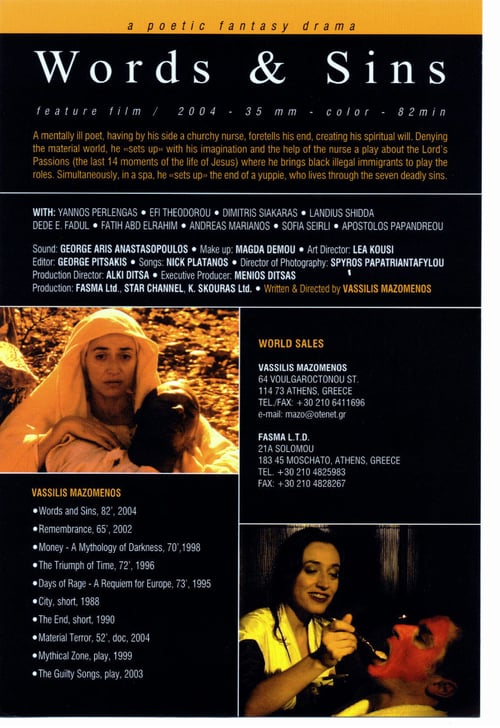 a poetic fantasy drama
Words & Sins
feature film / 2004 - 35 mm - color - 82min
A mentally ill poet, having by his side a churchy nurse, foretells his end, creating his spiritual will. Denying
the material world, he «sets up» with his imagination and the help of the nurse a play about the Lord's
Passions (the last 14 moments of the life of Jesus) where he brings black illegal immigrants to play the
roles. Simultaneously, in a spa, he «sets up» the end of a yuppie, who lives through the seven deadly sins.
WITH: YANNOS PERLENGAS • EFI THEODOROU • DIMITRIS SIAKARAS • LANDIUS SHIDDA
DEDE E. FADUL • FATIH ABD ELRAHIM • ANDREAS MARIANOS • SOFIA SEIRLI • APOSTOLOS PAPANDREOU
Sound: GEORGE ARIS ANASTASOPOULOS • Make up: MAGDA DEMOU • Art Director: LEA KOUSI
Editor: GEORGE PITSAKIS • Songs: NICK PLATANOS • Director of Photography: SPYROS PAPATRIANTAFYLOU
Production Director: ALKI DITSA • Executive Producer: MENIOS DITSAS
Production: FASMA Ltd., STAR CHANNEL, K. SKOURAS Ltd. • Written & Directed by VASSILIS MAZOMENOS
WORLD SALES
VASSILIS MAZOMENOS
64 VOULGAROCTONOU ST.
114 73 ATHENS, GREECE
TEL./FAX: +30 210 6411696
e-mail: mazo@otenet.gr
FASMA L.T.D.
21A SOLOMOU
183 45 MOSCHATO, ATHENS, GREECE
TEL. +30 210 4825983
FAX: +30 210 4828267
VASSILIS MAZOMENOS
• Words and Sins, 82', 2004
• Remembrance, 65', 2002
• Money - A Mythology of Darkness, 70',1998
• The Triumph of Time, 72', 1996
• Days of Rage - A Requiem for Europe, 73', 1995
• City, short, 1988
• The End, short, 1990
• Material Terror, 52', doc, 2004
• Mythical Zone, play, 1999
• The Guilty Songs, play, 2003